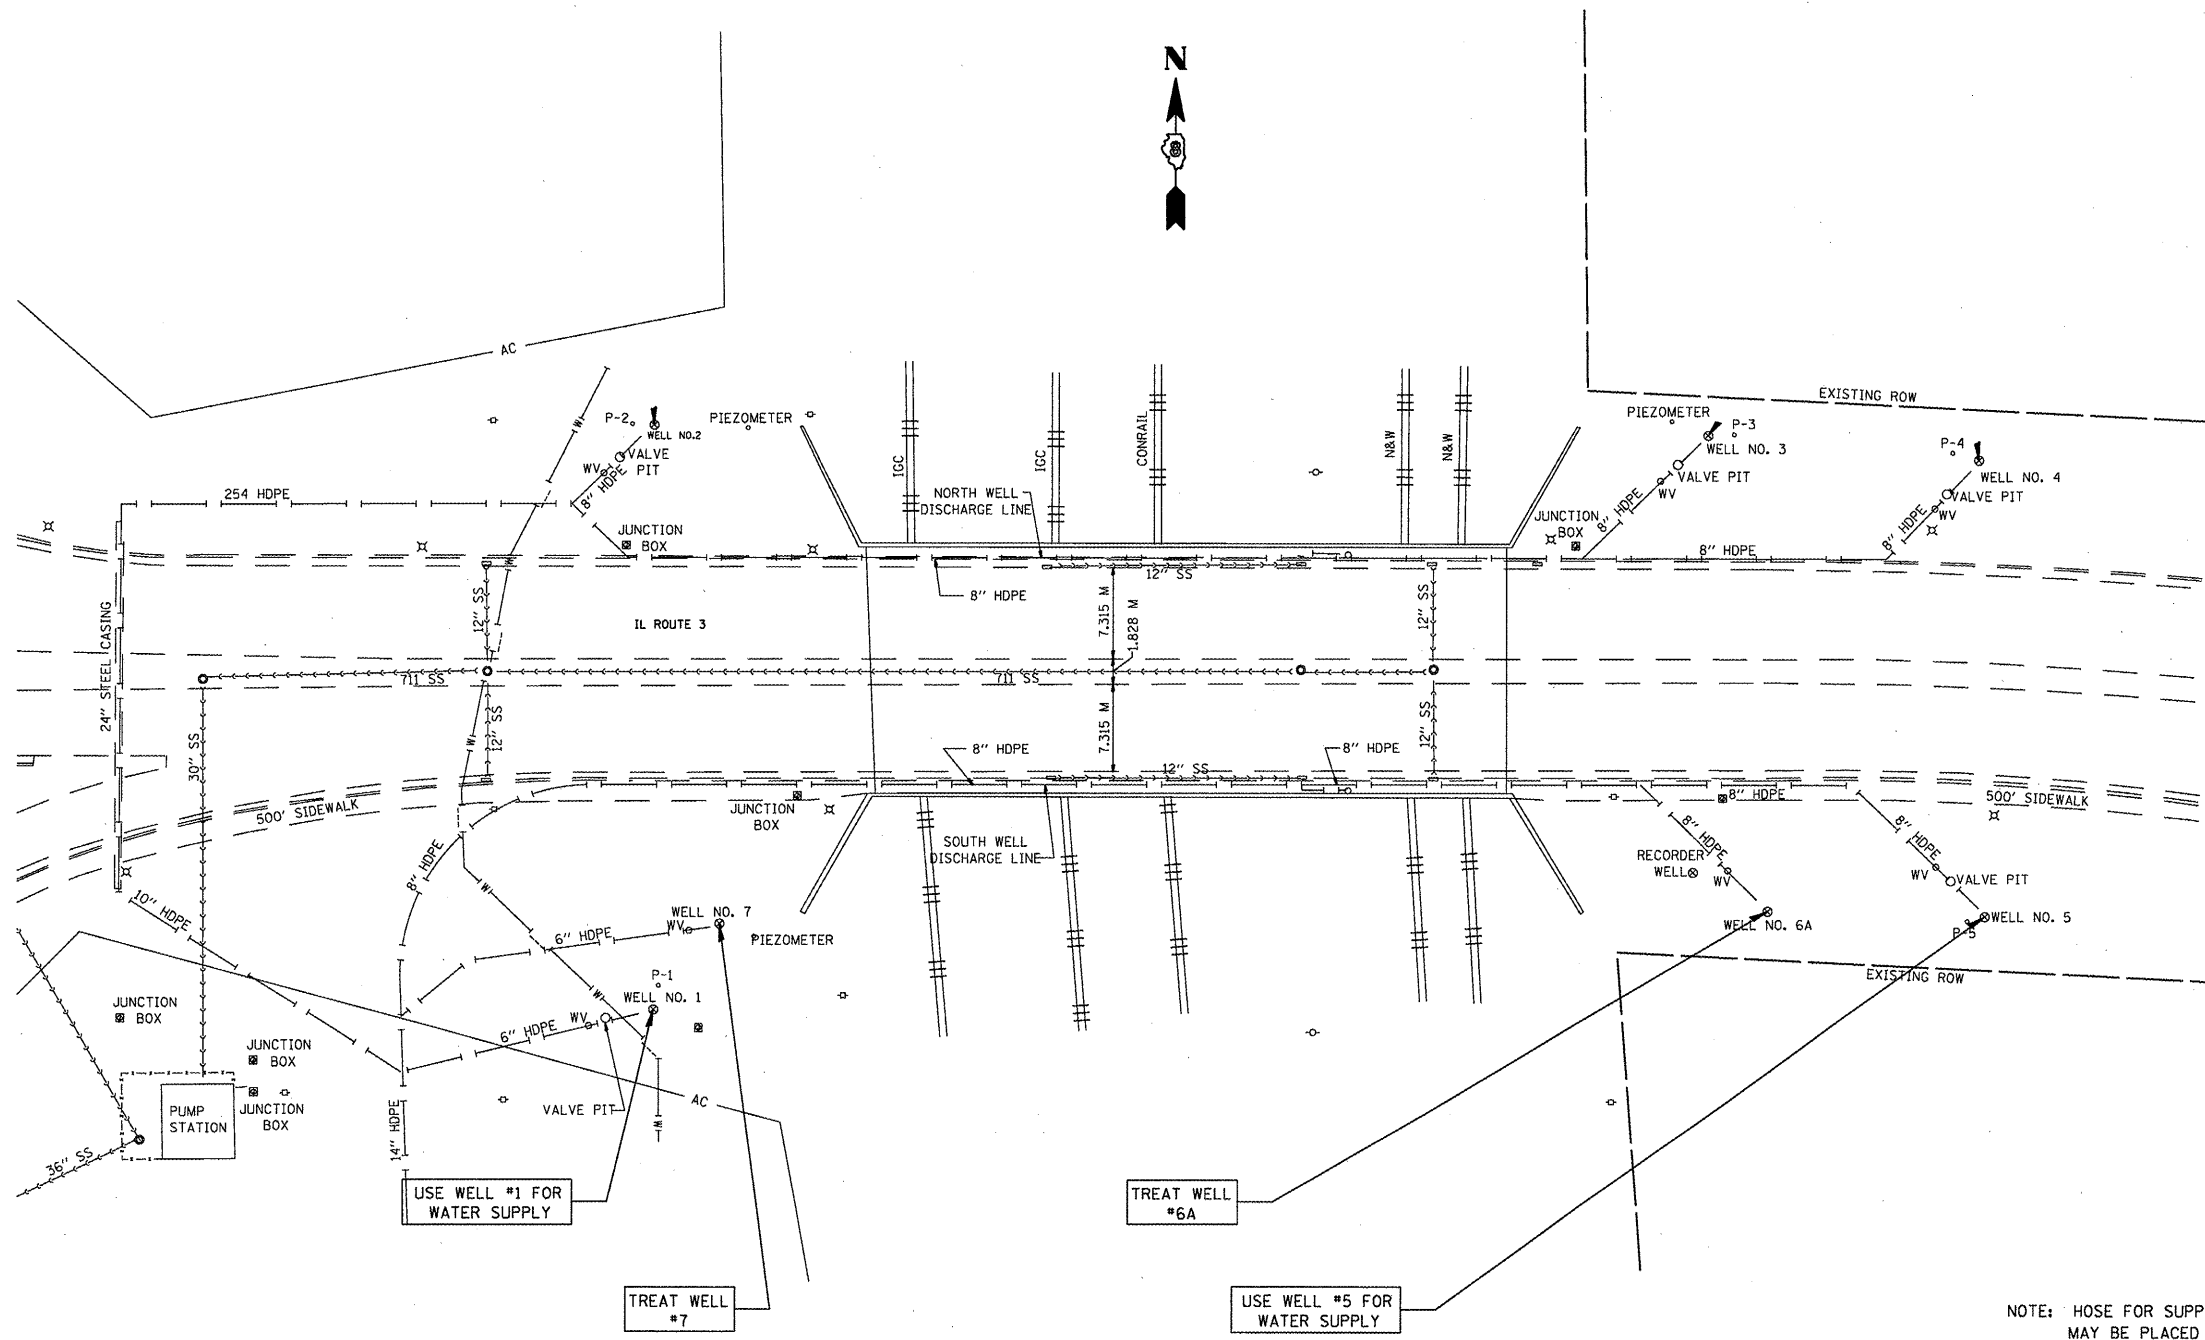 N
AC
EXISTING ROW
P-2
WELL NO.2
PIEZOMETER
VALVE
PIT
WV
18" HDPE
W
IGC
IGC
CONRAIL
N&W
N&W
PIEZOMETER
P-3
WELL NO. 3
VALVE PIT
WV
8" HDPE
P-4
WELL NO. 4
VALVE PIT
WV
8" HDPE
254 HDPE
NORTH WELL
DISCHARGE LINE
JUNCTION
BOX
JUNCTION
BOX
8" HDPE
12" SS
8" HDPE
24" STEEL CASING
12" SS
W
IL ROUTE 3
7.315 M
1.828 M
12" SS
711 SS
711 SS
30" SS
W
12" SS
8" HDPE
7.315 M
8" HDPE
12" SS
12" SS
500' SIDEWALK
JUNCTION
BOX
8" HDPE
500' SIDEWALK
SOUTH WELL
DISCHARGE LINE
8" HDPE
8" HDPE
RECORDER
WELL
WV
8" HDPE
WV
VALVE PIT
W
10" HDPE
WELL NO. 7
WV
6" HDPE
PIEZOMETER
WELL NO. 6A
WELL NO. 5
P-5
EXISTING ROW
P-1
WELL NO. 1
W
WV
6" HDPE
JUNCTION
BOX
JUNCTION
BOX
JUNCTION
BOX
PUMP
STATION
VALVE PIT
AC
W
14" HDPE
36" SS
USE WELL #1 FOR
WATER SUPPLY
TREAT WELL
#6A
TREAT WELL
#7
USE WELL #5 FOR
WATER SUPPLY
NOTE: HOSE FOR SUPP
MAY BE PLACED